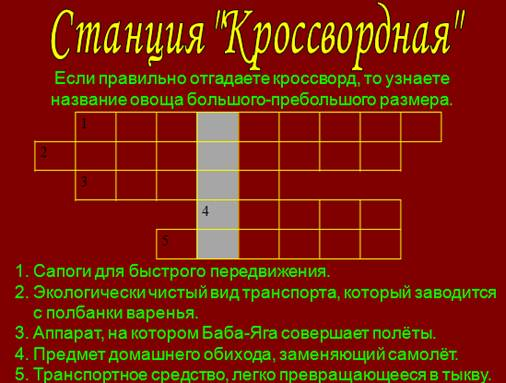 Станция "Кроссвордная"
Если правильно отгадаете кроссворд, то узнаете
название овоща большого-пребольшого размера.
1
2
3
4
5
1. Сапоги для быстрого передвижения.
2. Экологически чистый вид транспорта, который заводится
с полбанки варенья.
3. Аппарат, на котором Баба-Яга совершает полёты.
4. Предмет домашнего обихода, заменяющий самолёт.
5. Транспортное средство, легко превращающееся в тыкву.